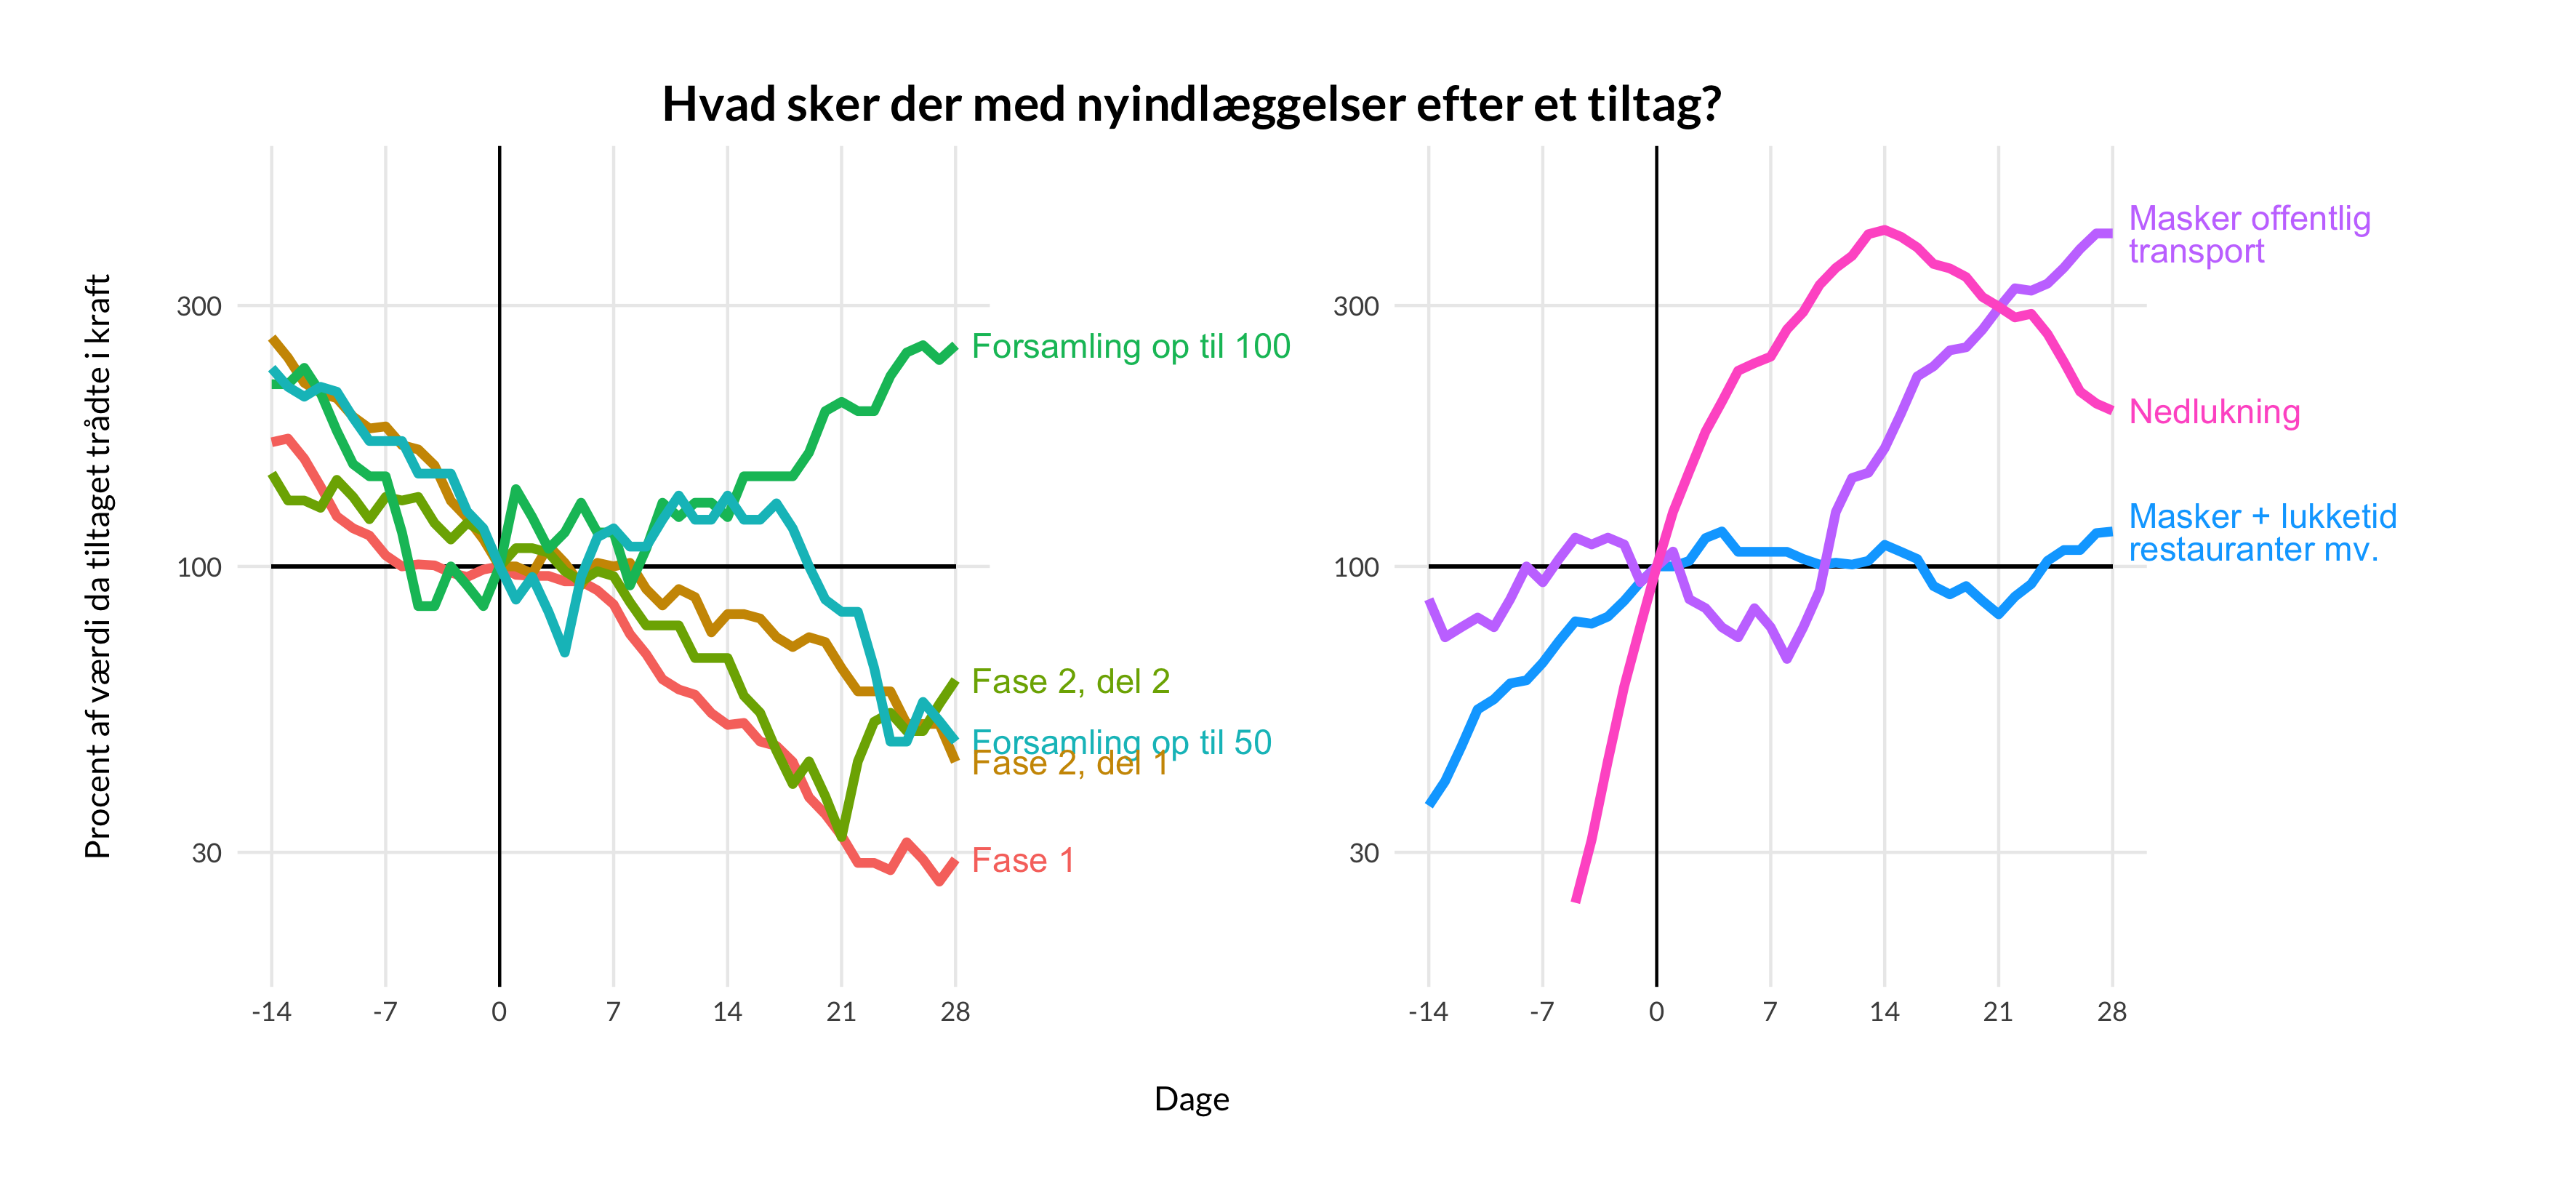 Hvad sker der med nyindlæggelser efter et tiltag?
Procent af værdi da tiltaget trådte i kraft
300
100
30
-14
-7
0
7
14
21
28
Forsamling op til 100
Fase 2, del 2
Forsamling op til 50
Fase 2, del 1
Fase 1
300
100
30
-14
-7
0
7
14
21
28
Masker offentlig
transport
Nedlukning
Masker + lukketid
restauranter mv.
Dage